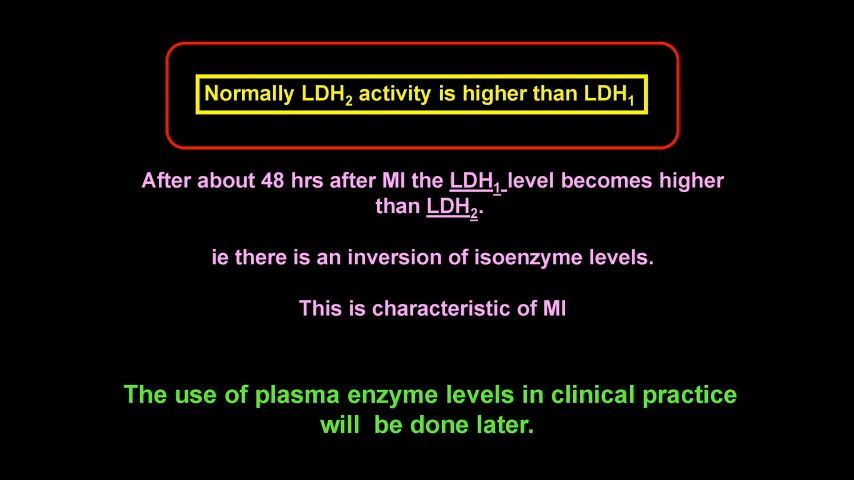 Normally LDH₂ activity is higher than LDH₁
After about 48 hrs after MI the LDH₁ level becomes higher
than LDH₂.
ie there is an inversion of isoenzyme levels.
This is characteristic of MI
The use of plasma enzyme levels in clinical practice
will be done later.